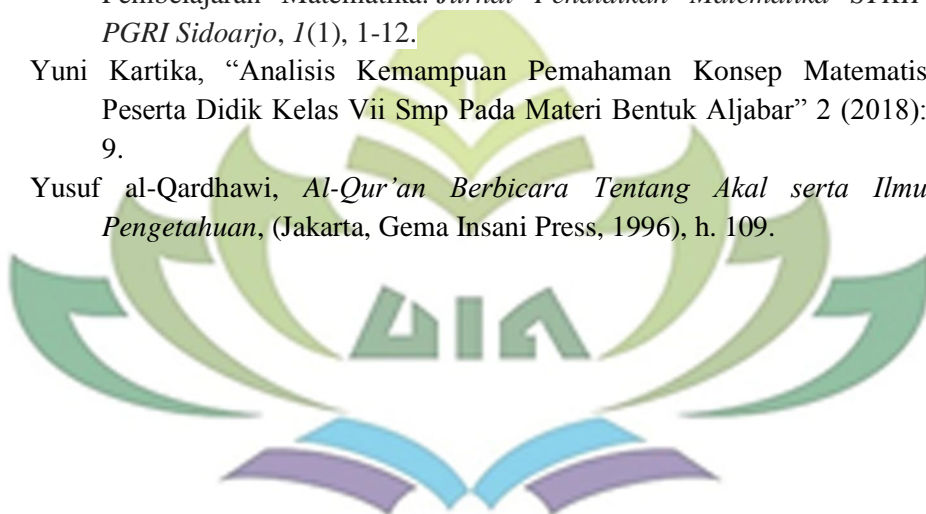 Pembelajaran Matematika. Jurnal Pendidikan Matematika STKIP
PGRI Sidoarjo, 1(1), 1-12.
Yuni Kartika, “Analisis Kemampuan Pemahaman Konsep Matematis
Peserta Didik Kelas Vii Smp Pada Materi Bentuk Aljabar” 2 (2018):
9.
Yusuf al-Qardhawi, Al-Qur’an Berbicara Tentang Akal serta Ilmu
Pengetahuan, (Jakarta, Gema Insani Press, 1996), h. 109.
UIN